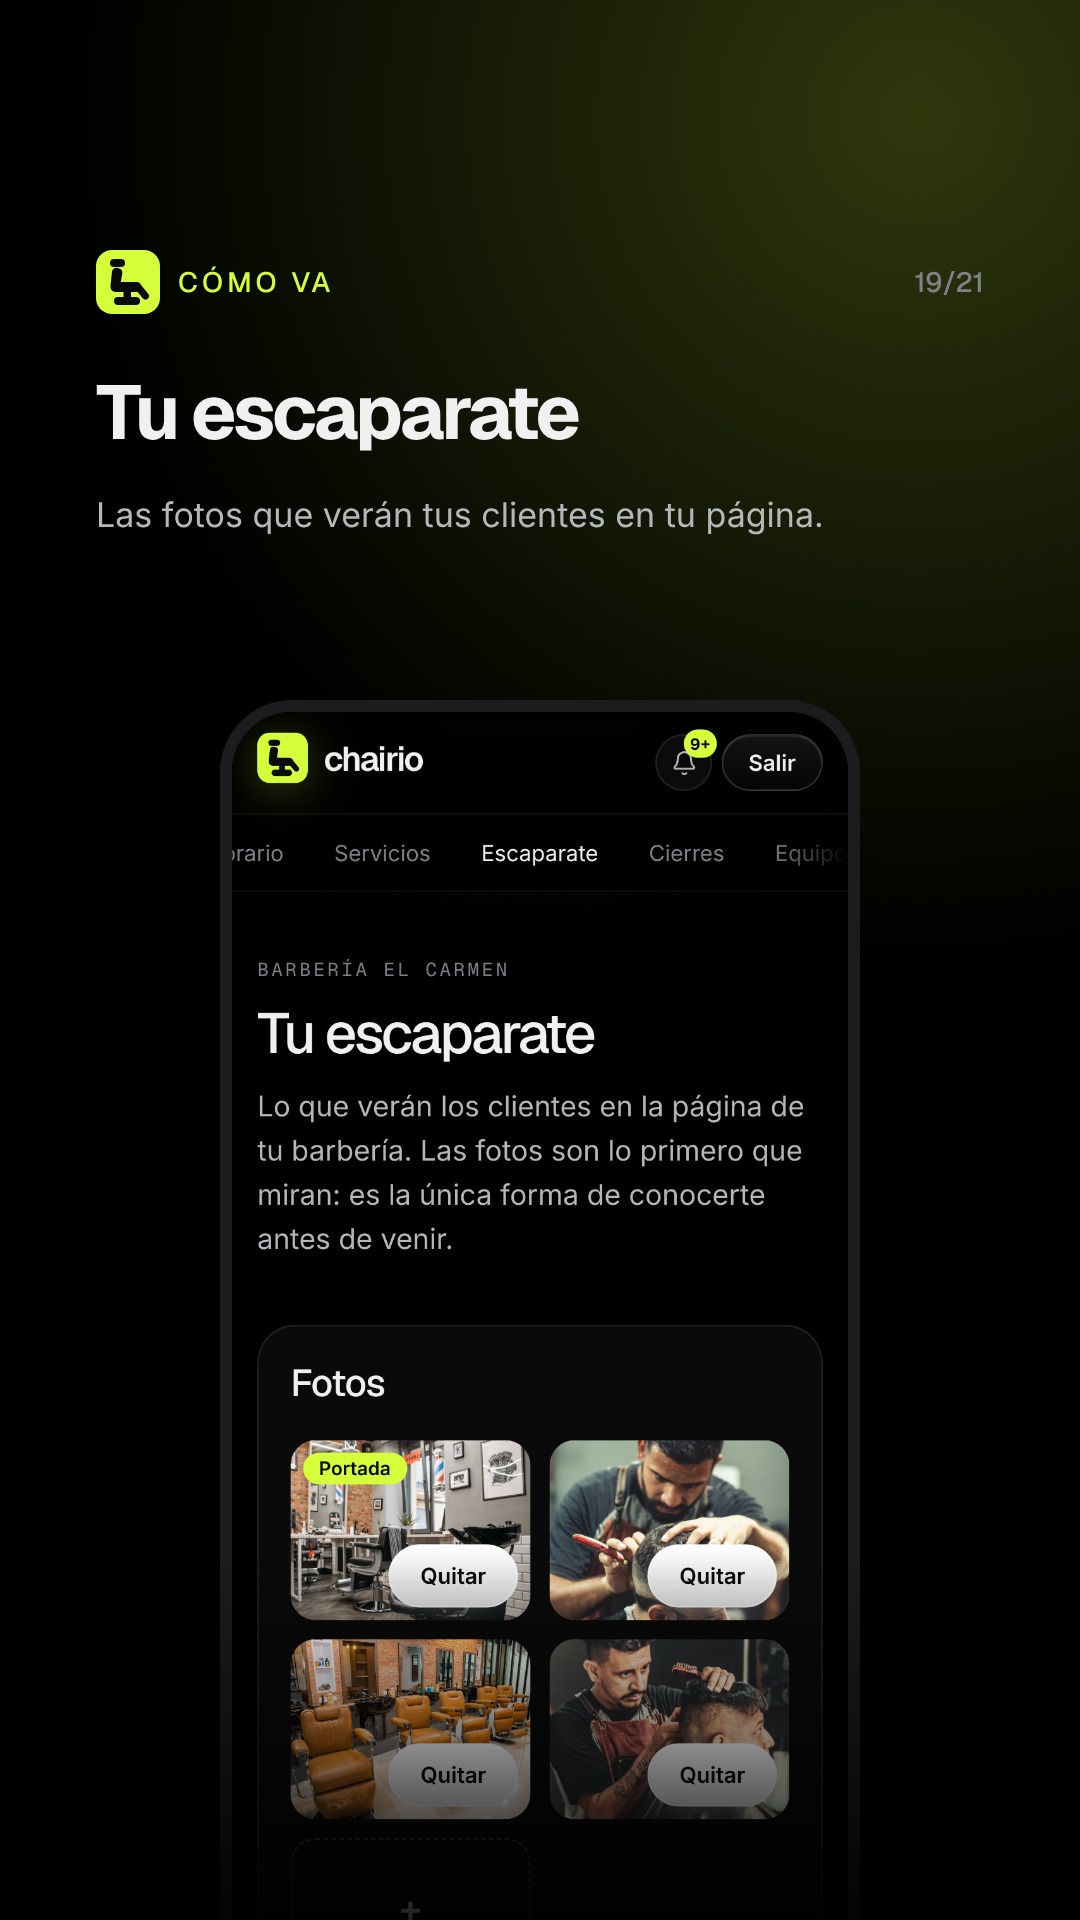 CÓMO VA
19/21
Tu escaparate
Las fotos que verán tus clientes en tu página.
chairio
9+
Salir
orario
Servicios
Escaparate
Cierres
Equipo
BARBERÍA EL CARMEN
Tu escaparate
Lo que verán los clientes en la página de
tu barbería. Las fotos son lo primero que
miran: es la única forma de conocerte
antes de venir.
Fotos
Portada
Quitar
Quitar
Quitar
Quitar
+